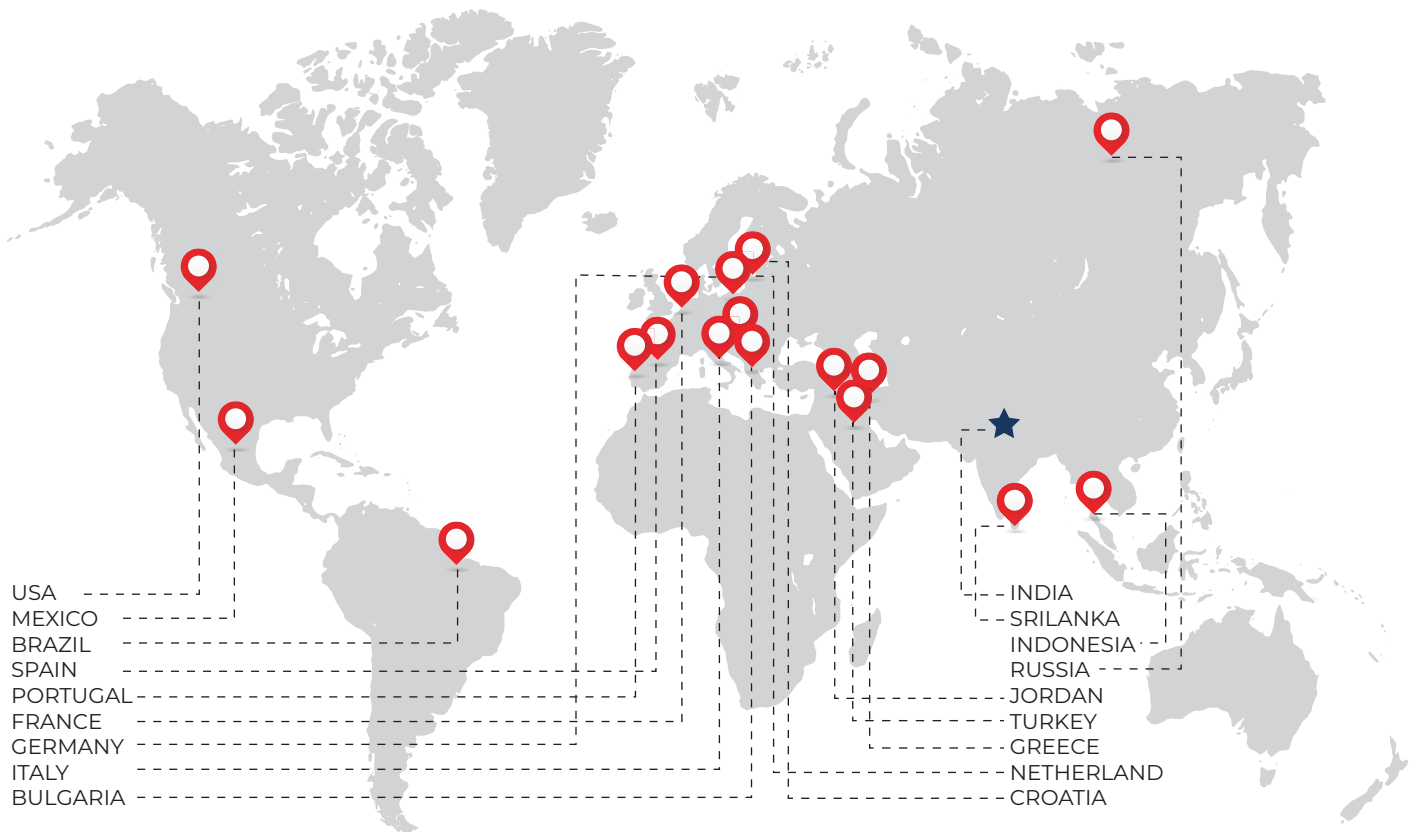 USA
MEXICO
BRAZIL
SPAIN
PORTUGAL
FRANCE
GERMANY
ITALY
BULGARIA
INDIA
SRILANKA
INDONESIA
RUSSIA
JORDAN
TURKEY
GREECE
NETHERLAND
CROATIA